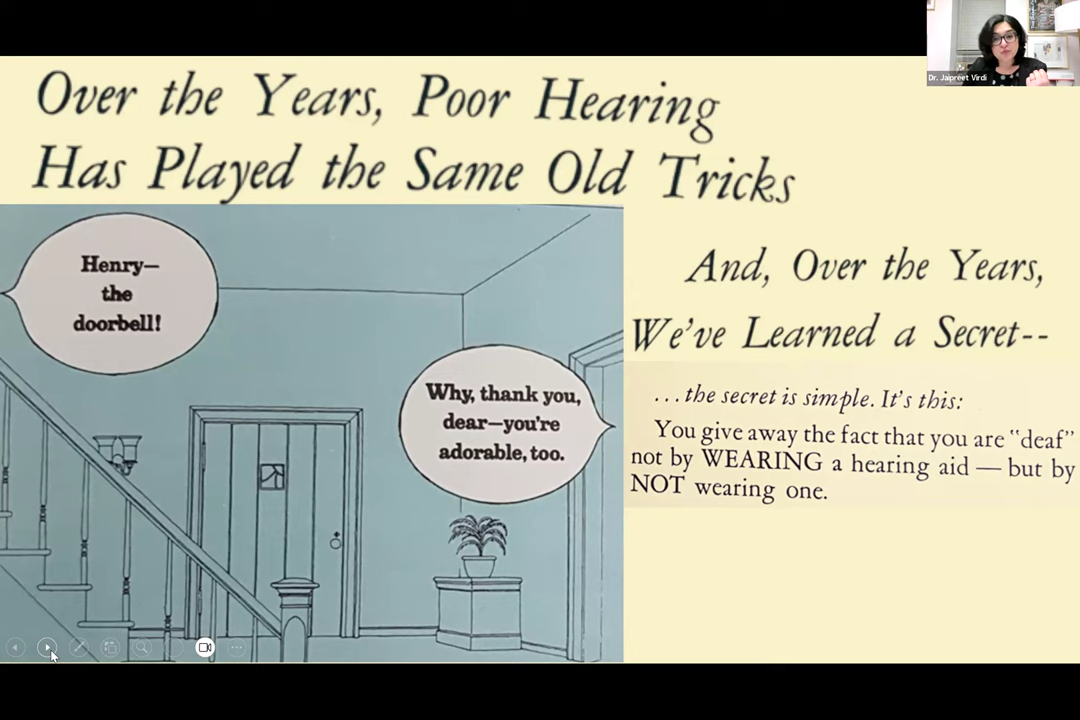 Dr. Jaipreet Virdi
Over the Years, Poor Hearing
Has Played the Same Old Tricks
Henry—
the
doorbell!
Why, thank you,
dear—you're
adorable, too.
And, Over the Years,
We've Learned a Secret--
...the secret is simple. It's this:
You give away the fact that you are "deaf"
not by WEARING a hearing aid — but by
NOT wearing one.